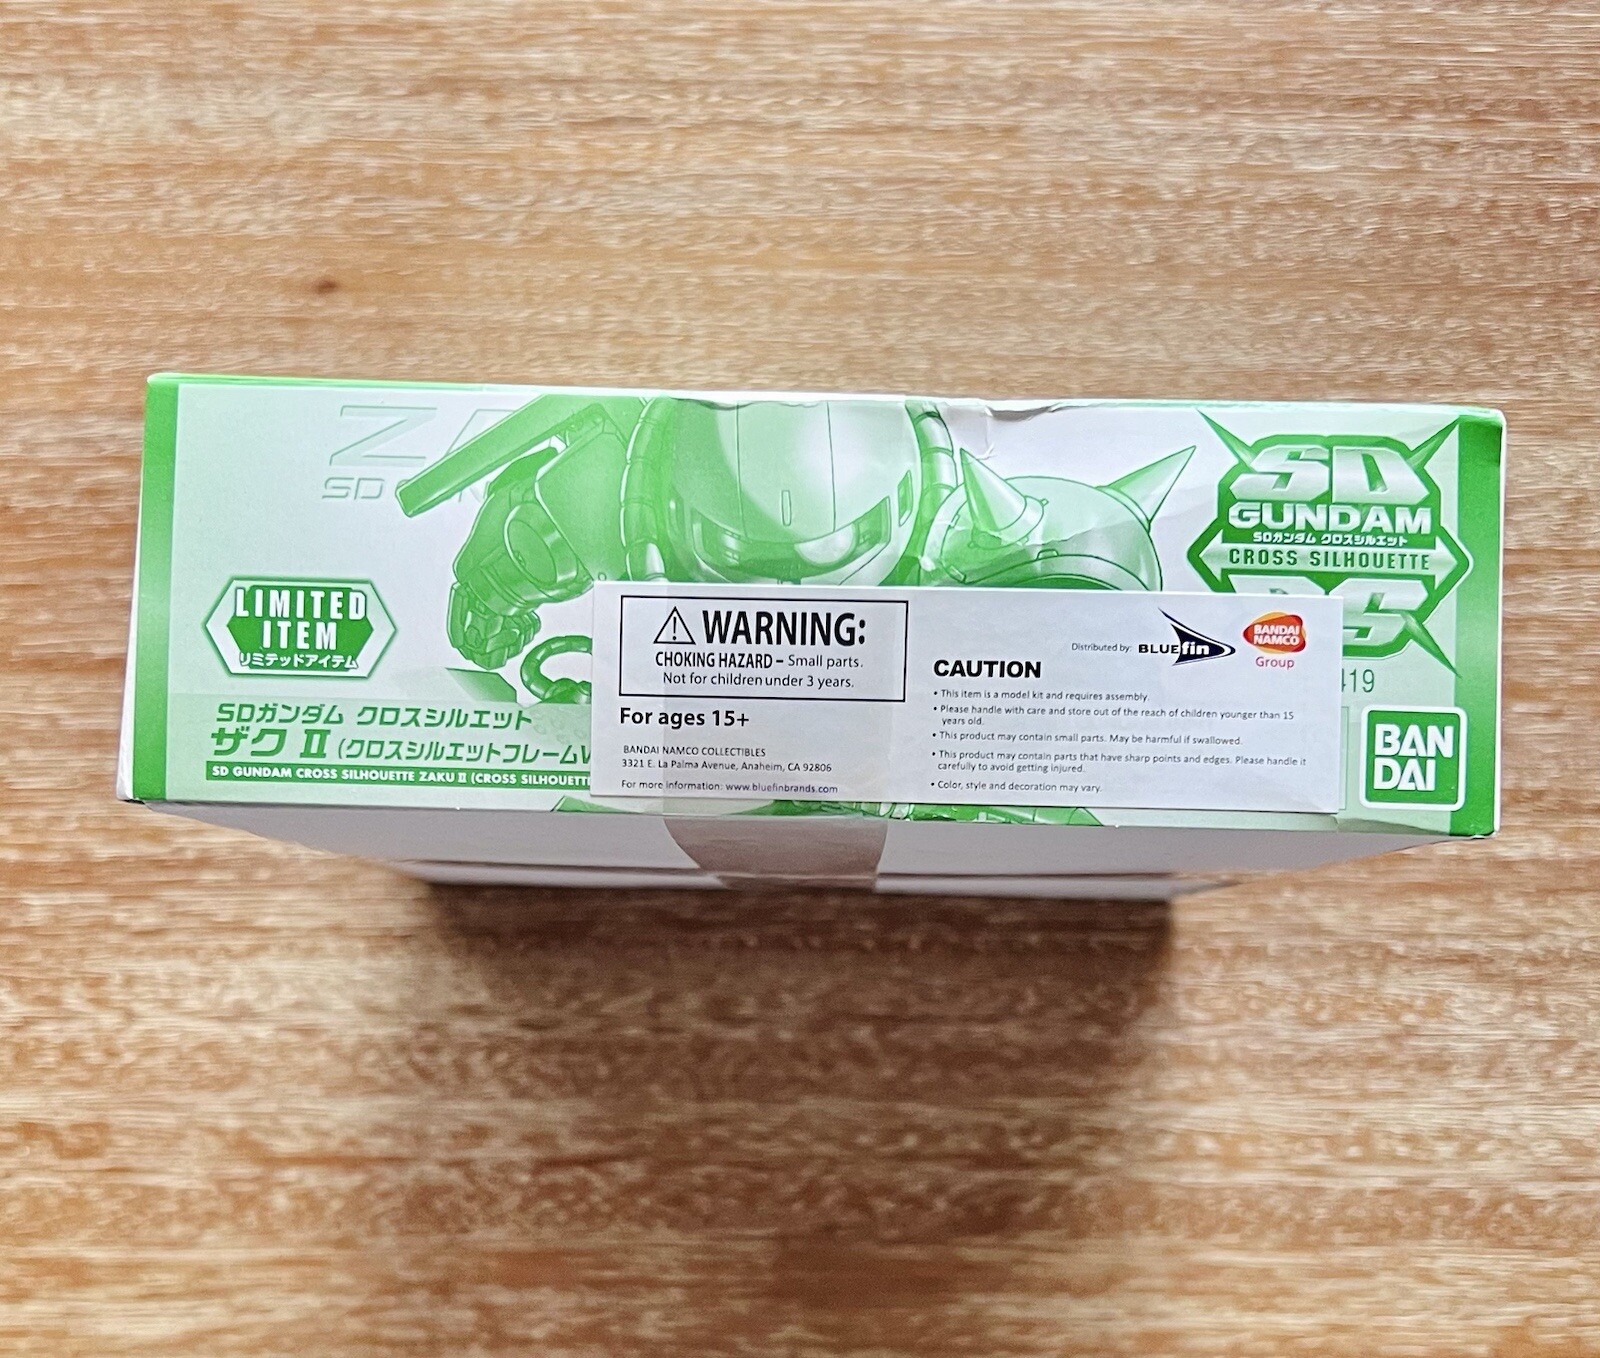 SD
LIMITED
ITEM
リミテッドアイテム
SDガンダム クロスシルエット
ザク II (クロスシルエットフレーム
SD GUNDAM CROSS SILHOUETTE ZAKU II (CROSS SILHOUETTE
WARNING:
CHOKING HAZARD – Small parts.
Not for children under 3 years.
For ages 15+
BANDAI NAMCO COLLECTIBLES
3321 E. La Palma Avenue, Anaheim, CA 92806
For more information: www.bluefinbrands.com
CAUTION
• This item is a model kit and requires assembly.
• Please handle with care and store out of the reach of children younger than 15
years old.
• This product may contain small parts. May be harmful if swallowed.
• This product may contain parts that have sharp points and edges. Please handle it
carefully to avoid getting injured.
• Color, style and decoration may vary.
Distributed by: BLUEfin
BANDAI
NAMCO
Group
SD
GUNDAM
SDガンダム クロスシルエット
CROSS SILHOUETTE
419
BAN
DAI